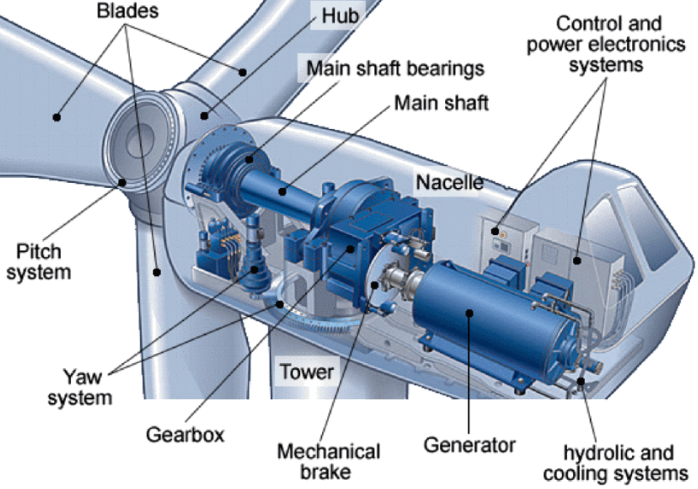 Blades
Hub
Control and
power electronics
systems
Main shaft bearings
Main shaft
Nacelle
Pitch
system
Yaw
system
Tower
Gearbox
Mechanical
brake
Generator
hydrolic and
cooling systems